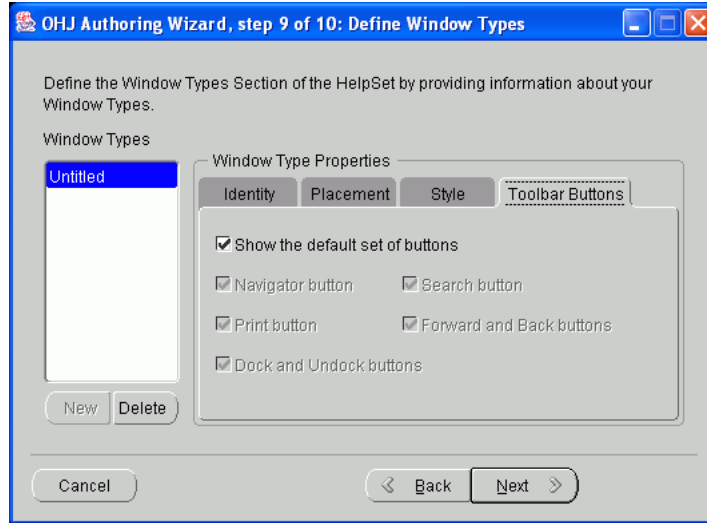 OHJ Authoring Wizard, step 9 of 10: Define Window Types
Define the Window Types Section of the HelpSet by providing information about your
Window Types.
Window Types
Untitled
Window Type Properties
Identity Placement Style Toolbar Buttons
Show the default set of buttons
Navigator button Search button
Print button Forward and Back buttons
Dock and Undock buttons
New Delete
Cancel Back Next